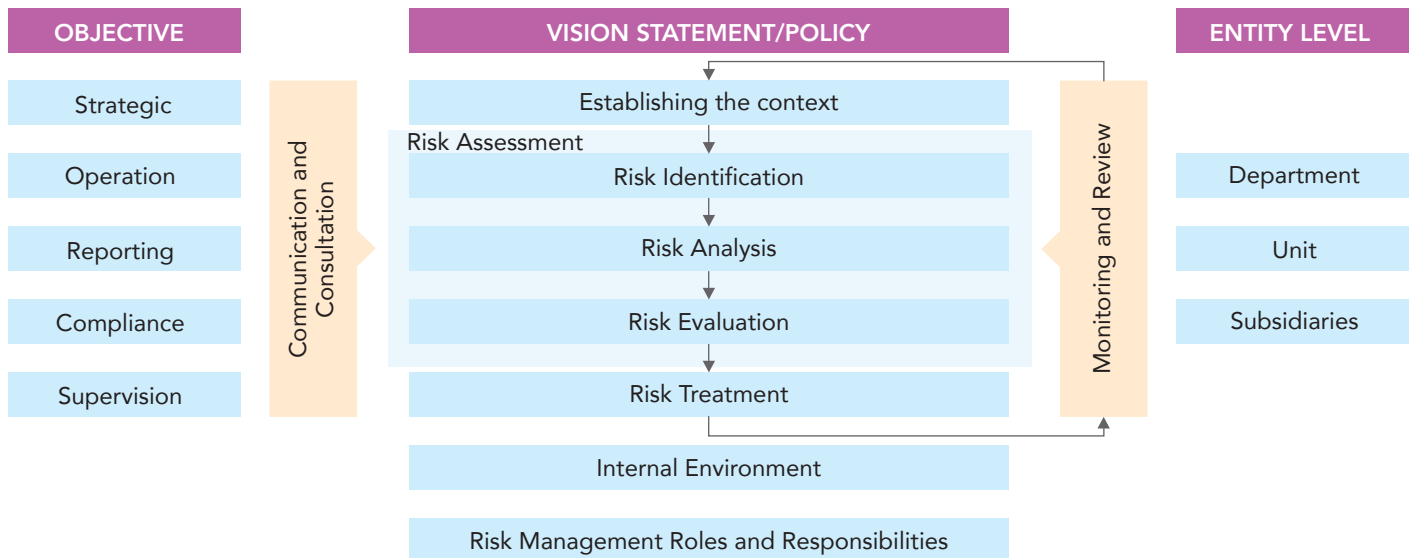 OBJECTIVE
Strategic
Operation
Reporting
Compliance
Supervision
Communication and
Consultation
VISION STATEMENT/POLICY
Establishing the context
Risk Assessment
Risk Identification
Risk Analysis
Risk Evaluation
Risk Treatment
Internal Environment
Risk Management Roles and Responsibilities
Monitoring and Review
ENTITY LEVEL
Department
Unit
Subsidiaries